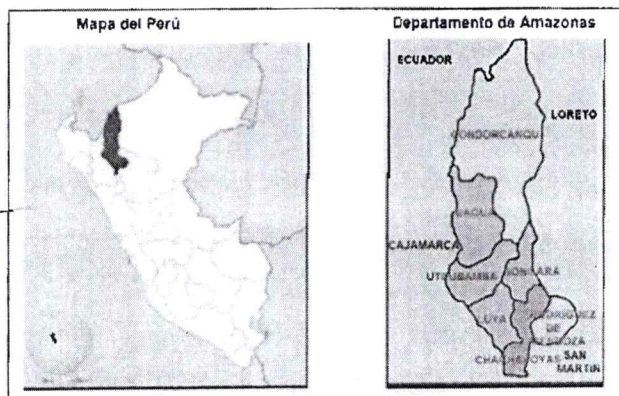 Mapa del Perú
Departamento de Amazonas
ECUADOR
LORETO
CONDORCANQUI
BAGUA
CAJAMARCA
UTCUBAMBA
BONGARA
LUYA
RODRIGUEZ
DE
MENDOZA
CHACHAPOYAS
SAN
MARTIN